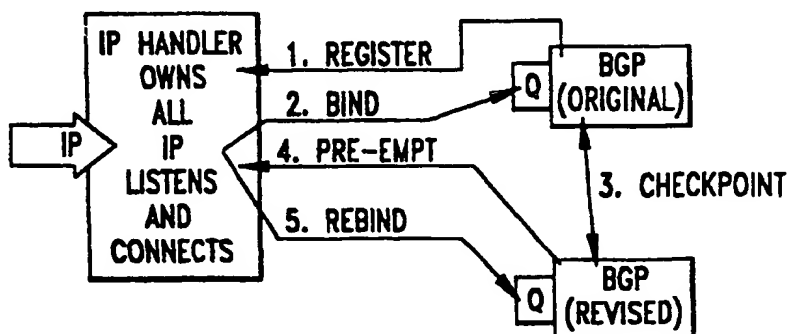 IP HANDLER
OWNS
ALL
IP
LISTENS
AND
CONNECTS
IP
1. REGISTER
2. BIND
4. PRE-EMPT
5. REBIND
Q
BGP
(ORIGINAL)
3. CHECKPOINT
Q
BGP
(REVISED)